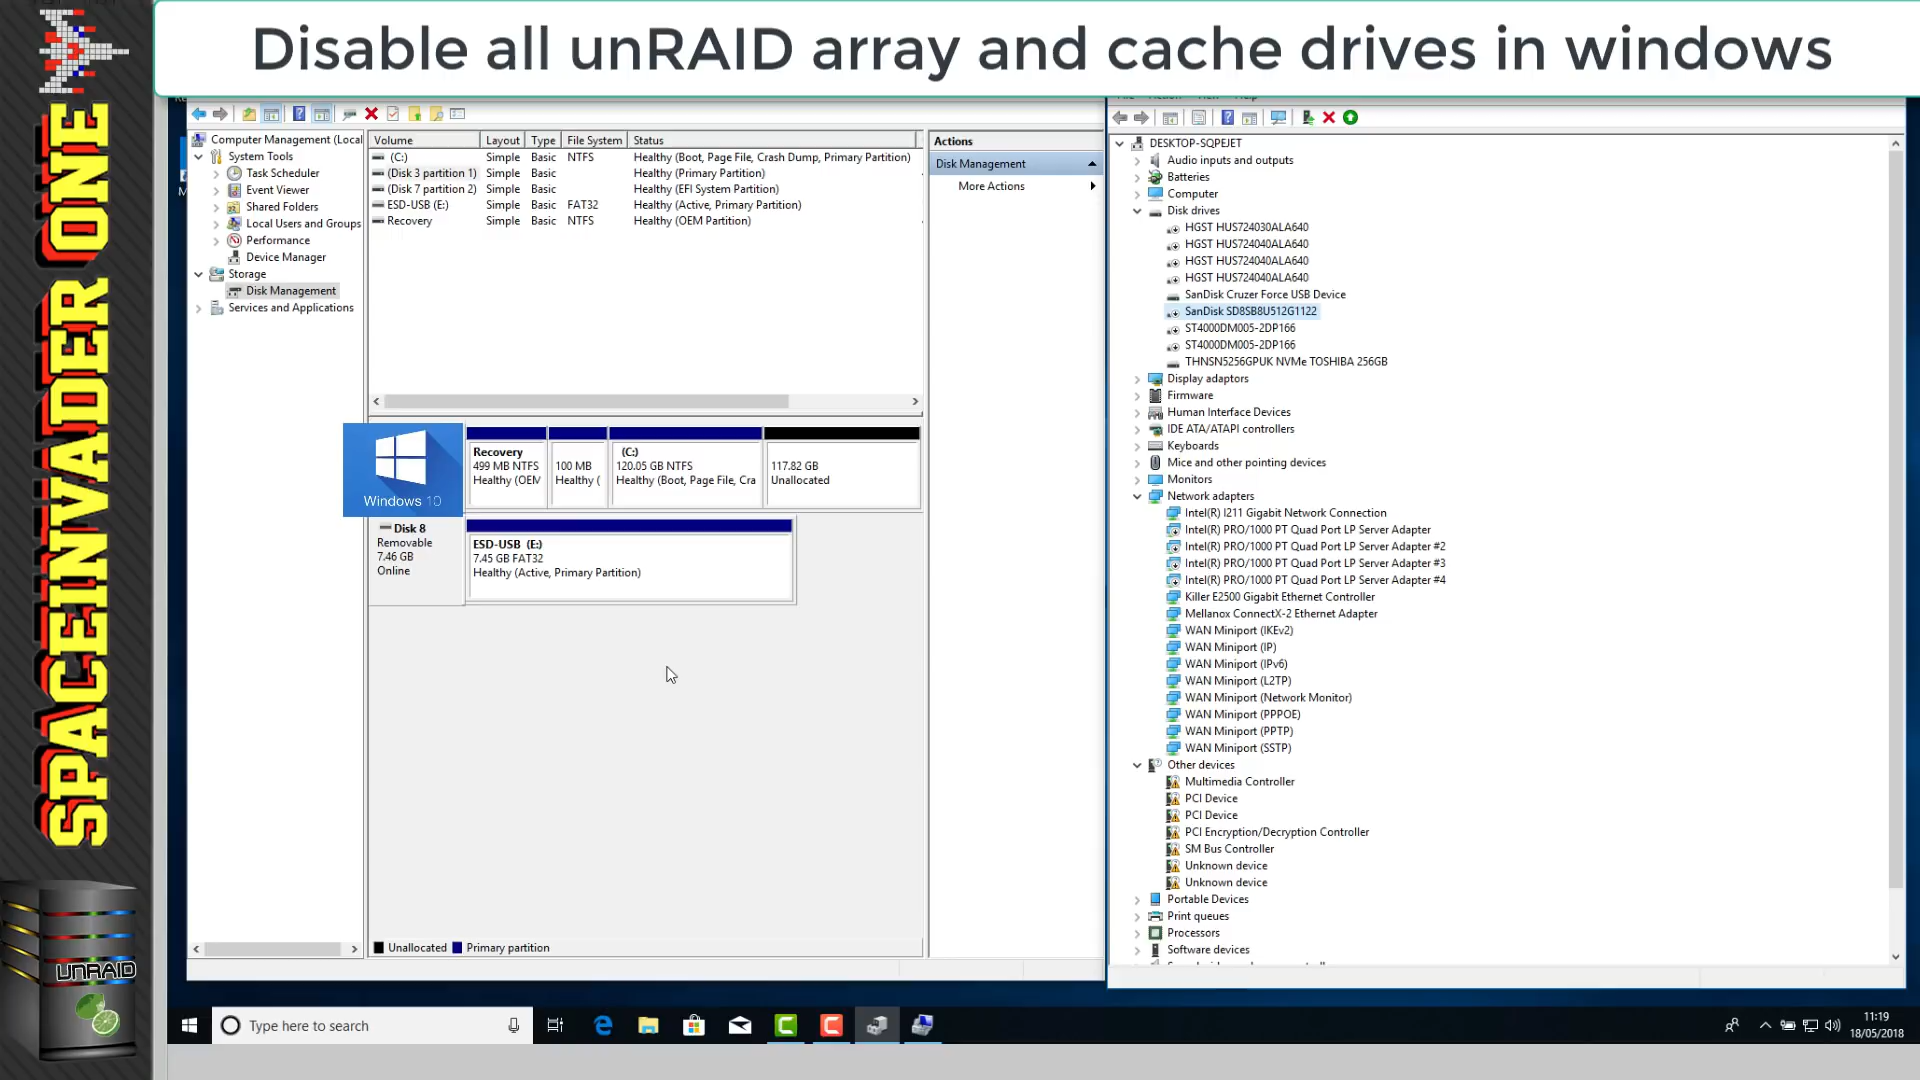 Disable all unRAID array and cache drives in windows
SPACEINVADER ONE
UNRAID
Computer Management (Local
System Tools
Task Scheduler
Event Viewer
Shared Folders
Local Users and Groups
Performance
Device Manager
Storage
Disk Management
Services and Applications
Volume Layout Type File System Status
(C:) Simple Basic NTFS Healthy (Boot, Page File, Crash Dump, Primary Partition)
(Disk 3 partition 1) Simple Basic Healthy (Primary Partition)
(Disk 7 partition 2) Simple Basic Healthy (EFI System Partition)
ESD-USB (E:) Simple Basic FAT32 Healthy (Active, Primary Partition)
Recovery Simple Basic NTFS Healthy (OEM Partition)
Windows 10
Recovery
499 MB NTFS
Healthy (OEM
100 MB
Healthy (
(C:)
120.05 GB NTFS
Healthy (Boot, Page File, Cra
117.82 GB
Unallocated
Disk 8
Removable
7.46 GB
Online
ESD-USB (E:)
7.45 GB FAT32
Healthy (Active, Primary Partition)
Unallocated Primary partition
Actions
Disk Management
More Actions
DESKTOP-SQPEJET
Audio inputs and outputs
Batteries
Computer
Disk drives
HGST HUS724030ALA640
HGST HUS724040ALA640
HGST HUS724040ALA640
HGST HUS724040ALA640
SanDisk Cruzer Force USB Device
SanDisk SD8SB8U512G1122
ST4000DM005-2DP166
ST4000DM005-2DP166
THNSN5256GPUK NVMe TOSHIBA 256GB
Display adaptors
Firmware
Human Interface Devices
IDE ATA/ATAPI controllers
Keyboards
Mice and other pointing devices
Monitors
Network adapters
Intel(R) I211 Gigabit Network Connection
Intel(R) PRO/1000 PT Quad Port LP Server Adapter
Intel(R) PRO/1000 PT Quad Port LP Server Adapter #2
Intel(R) PRO/1000 PT Quad Port LP Server Adapter #3
Intel(R) PRO/1000 PT Quad Port LP Server Adapter #4
Killer E2500 Gigabit Ethernet Controller
Mellanox ConnectX-2 Ethernet Adapter
WAN Miniport (IKEv2)
WAN Miniport (IP)
WAN Miniport (IPv6)
WAN Miniport (L2TP)
WAN Miniport (Network Monitor)
WAN Miniport (PPPOE)
WAN Miniport (PPTP)
WAN Miniport (SSTP)
Other devices
Multimedia Controller
PCI Device
PCI Device
PCI Encryption/Decryption Controller
SM Bus Controller
Unknown device
Unknown device
Portable Devices
Print queues
Processors
Software devices
Type here to search
11:19
18/05/2018